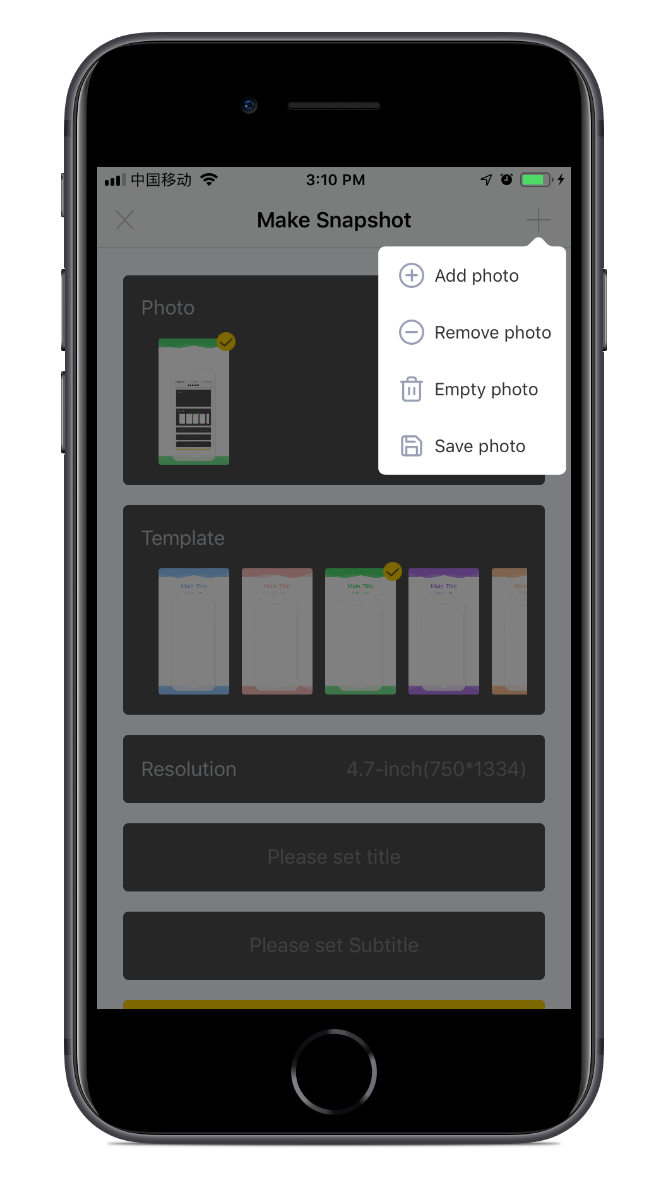 中国移动 3:10 PM
Make Snapshot
Add photo
Remove photo
Empty photo
Save photo
Photo
Template
Main Title
Main Title
Main Title
Main Title
Resolution 4.7-inch(750*1334)
Please set title
Please set Subtitle